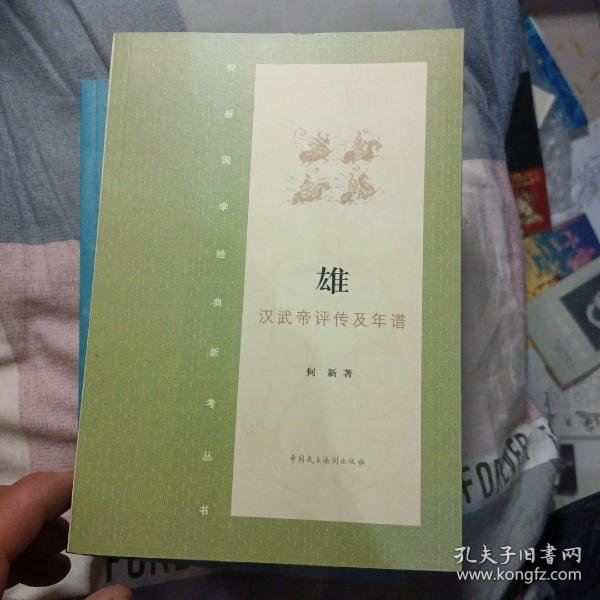 何新国学经典新考丛书
雄
汉武帝评传及年谱
何 新 著
中国民主法制出版社
FOREVER
FOREVER
孔夫子旧书网
www.kongfz.com